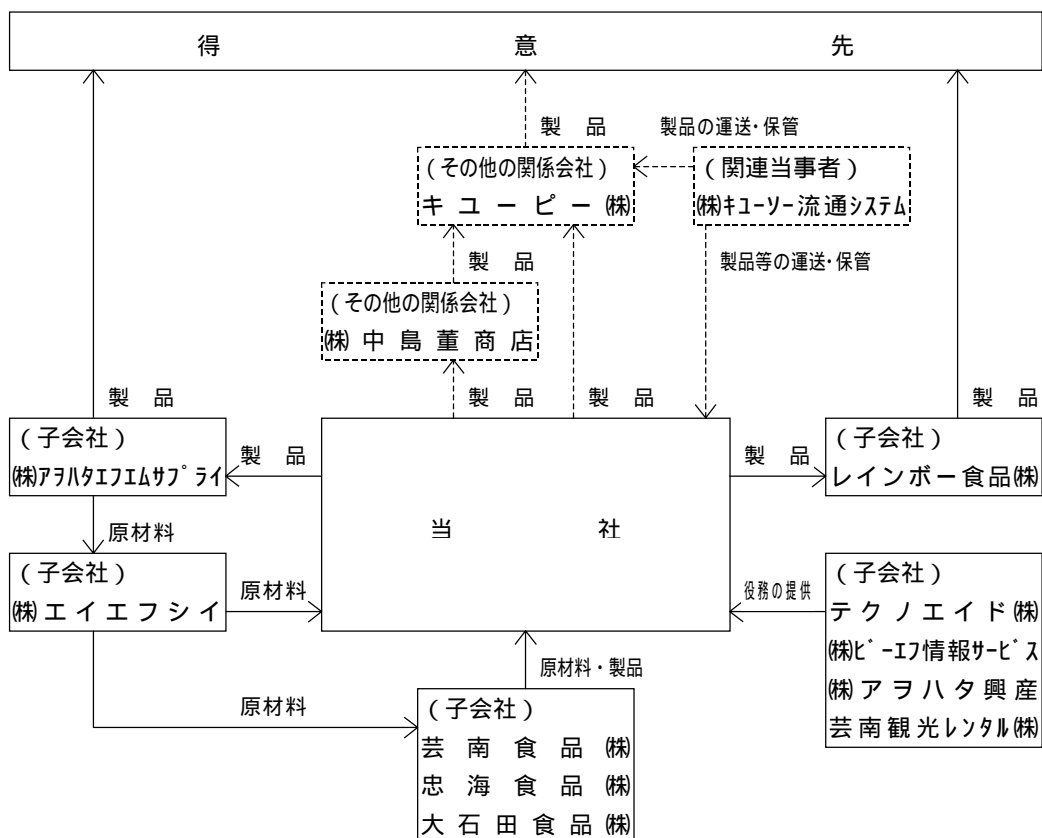 得意先
製品
製品の運送・保管
(その他の関係会社)
キユーピー㈱
(関連当事者)
㈱キユーソー流通システム
製品
製品等の運送・保管
(その他の関係会社)
㈱中島董商店
製品
製品
製品
製品
(子会社)
㈱アヲハタエフエムサプライ
製品
当社
製品
(子会社)
レインボー食品㈱
原材料
(子会社)
㈱エイエフシイ
原材料
役務の提供
(子会社)
テクノエイド㈱
㈱ビーエフ情報サービス
㈱アヲハタ興産
芸南観光レンタル㈱
原材料・製品
原材料
(子会社)
芸南食品㈱
忠海食品㈱
大石田食品㈱